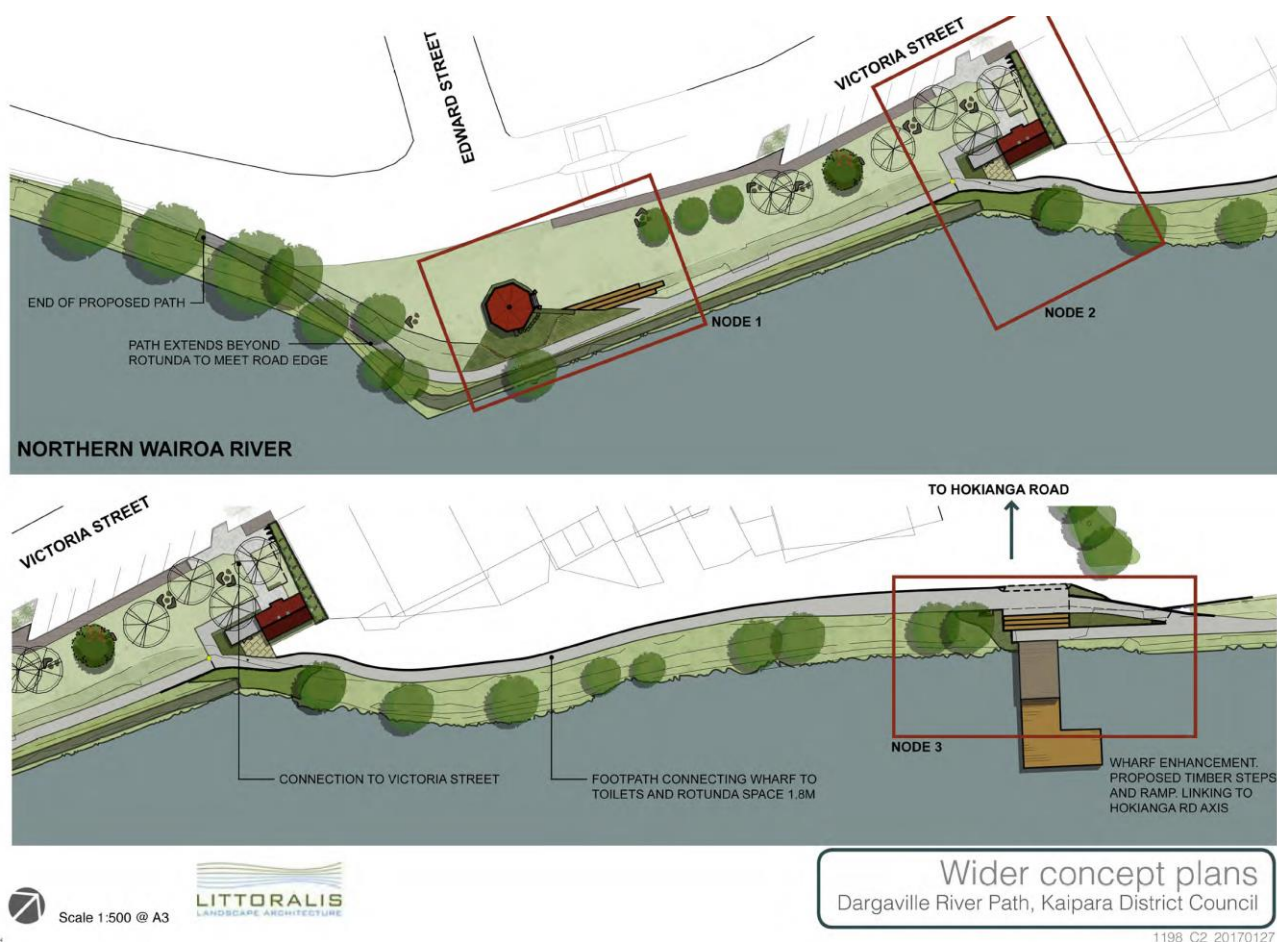 VICTORIA STREET
EDWARD STREET
END OF PROPOSED PATH
PATH EXTENDS BEYOND
ROTUNDA TO MEET ROAD EDGE
NODE 1
NODE 2
NORTHERN WAIROA RIVER
VICTORIA STREET
TO HOKIANGA ROAD
CONNECTION TO VICTORIA STREET
FOOTPATH CONNECTING WHARF TO
TOILETS AND ROTUNDA SPACE 1.8M
NODE 3
WHARF ENHANCEMENT.
PROPOSED TIMBER STEPS
AND RAMP. LINKING TO
HOKIANGA RD AXIS
Scale 1:500 @ A3
LITTORALIS
LANDSCAPE ARCHITECTURE
Wider concept plans
Dargaville River Path, Kaipara District Council
1198_C2_20170127